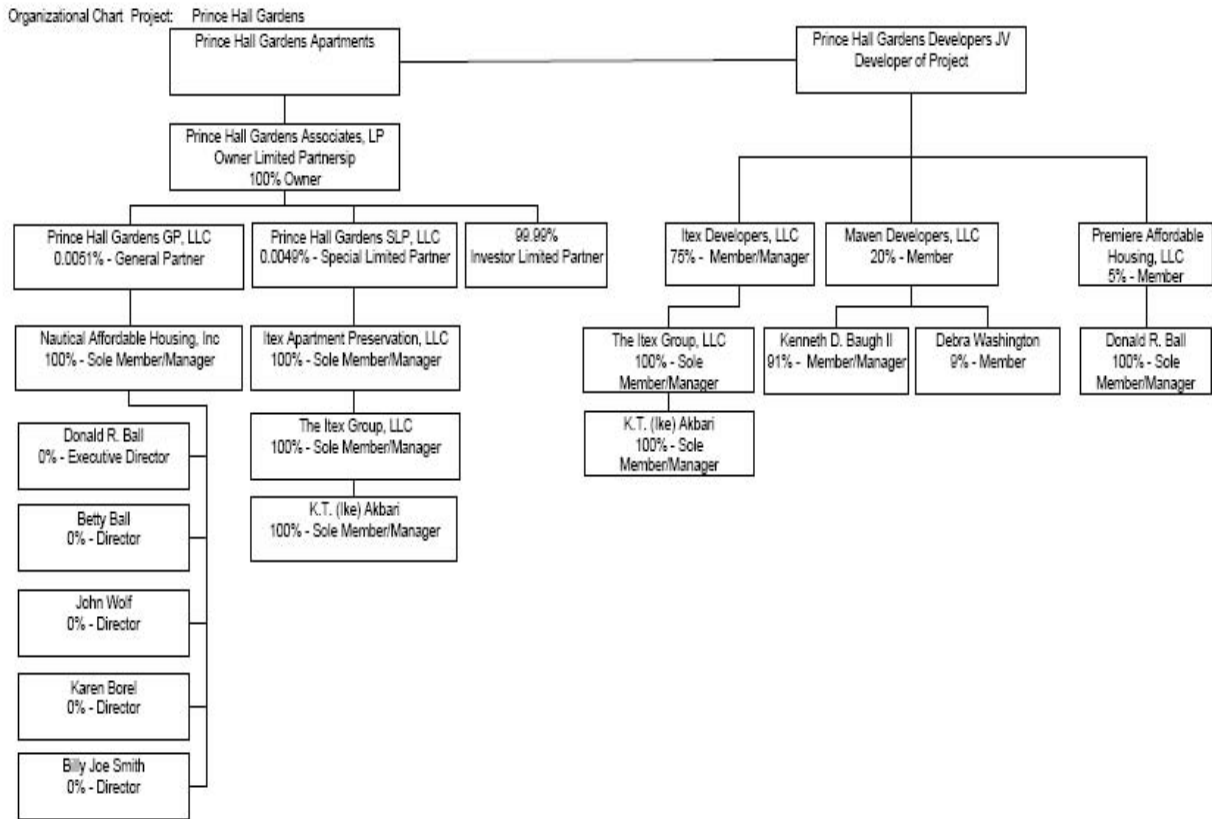 Organizational Chart Project: Prince Hall Gardens
Prince Hall Gardens Apartments
Prince Hall Gardens Developers JV
Developer of Project
Prince Hall Gardens Associates, LP
Owner Limited Partnersip
100% Owner
Prince Hall Gardens GP, LLC
0.0051% - General Partner
Prince Hall Gardens SLP, LLC
0.0049% - Special Limited Partner
99.99%
Investor Limited Partner
Itex Developers, LLC
75% - Member/Manager
Maven Developers, LLC
20% - Member
Premiere Affordable
Housing, LLC
5% - Member
Nautical Affordable Housing, Inc
100% - Sole Member/Manager
Itex Apartment Preservation, LLC
100% - Sole Member/Manager
The Itex Group, LLC
100% - Sole
Member/Manager
Kenneth D. Baugh II
91% - Member/Manager
Debra Washington
9% - Member
Donald R. Ball
100% - Sole
Member/Manager
Donald R. Ball
0% - Executive Director
The Itex Group, LLC
100% - Sole Member/Manager
K.T. (Ike) Akbari
100% - Sole
Member/Manager
Betty Ball
0% - Director
K.T. (Ike) Akbari
100% - Sole Member/Manager
John Wolf
0% - Director
Karen Borel
0% - Director
Billy Joe Smith
0% - Director